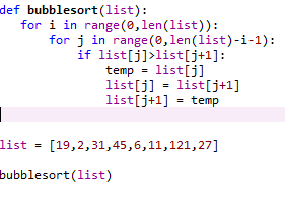 def bubblesort(list):
for i in range(0,len(list)):
for j in range(0,len(list)-i-1):
if list[j]>list[j+1]:
temp = list[j]
list[j] = list[j+1]
list[j+1] = temp
list = [19,2,31,45,6,11,121,27]
bubblesort(list)